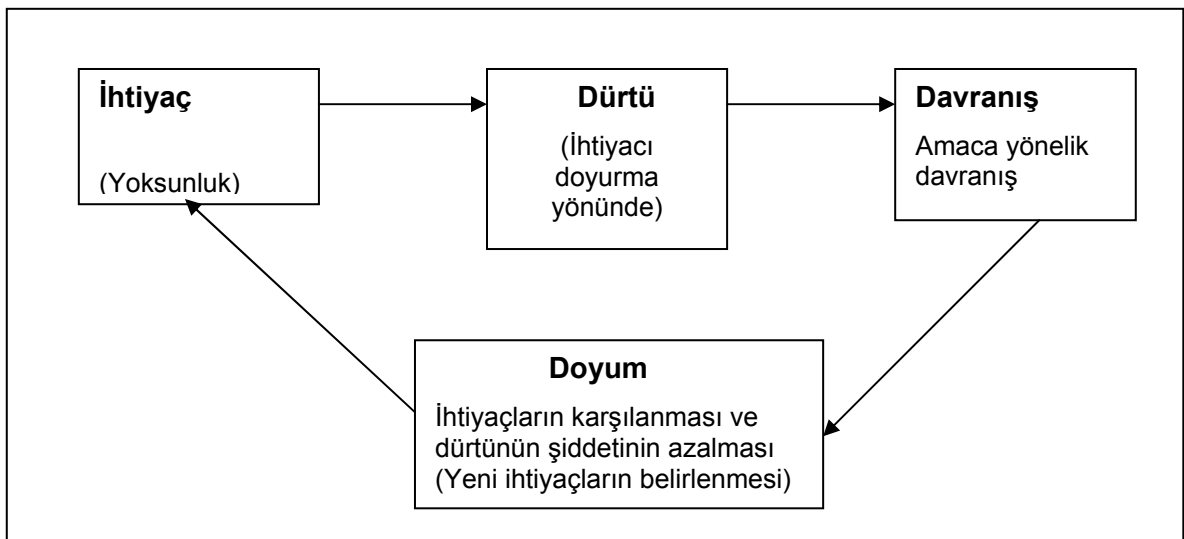 İhtiyaç
(Yoksunluk)
Dürtü
(İhtiyacı
doyurma
yönünde)
Davranış
Amaca yönelik
davranış
Doyum
İhtiyaçların karşılanması ve
dürtünün şiddetinin azalması
(Yeni ihtiyaçların belirlenmesi)